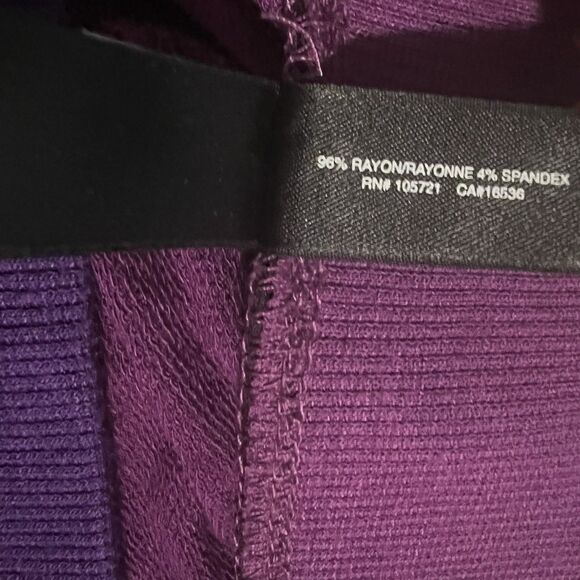 96% RAYON/RAYONNE 4% SPANDEX
RN# 105721 CA#16536